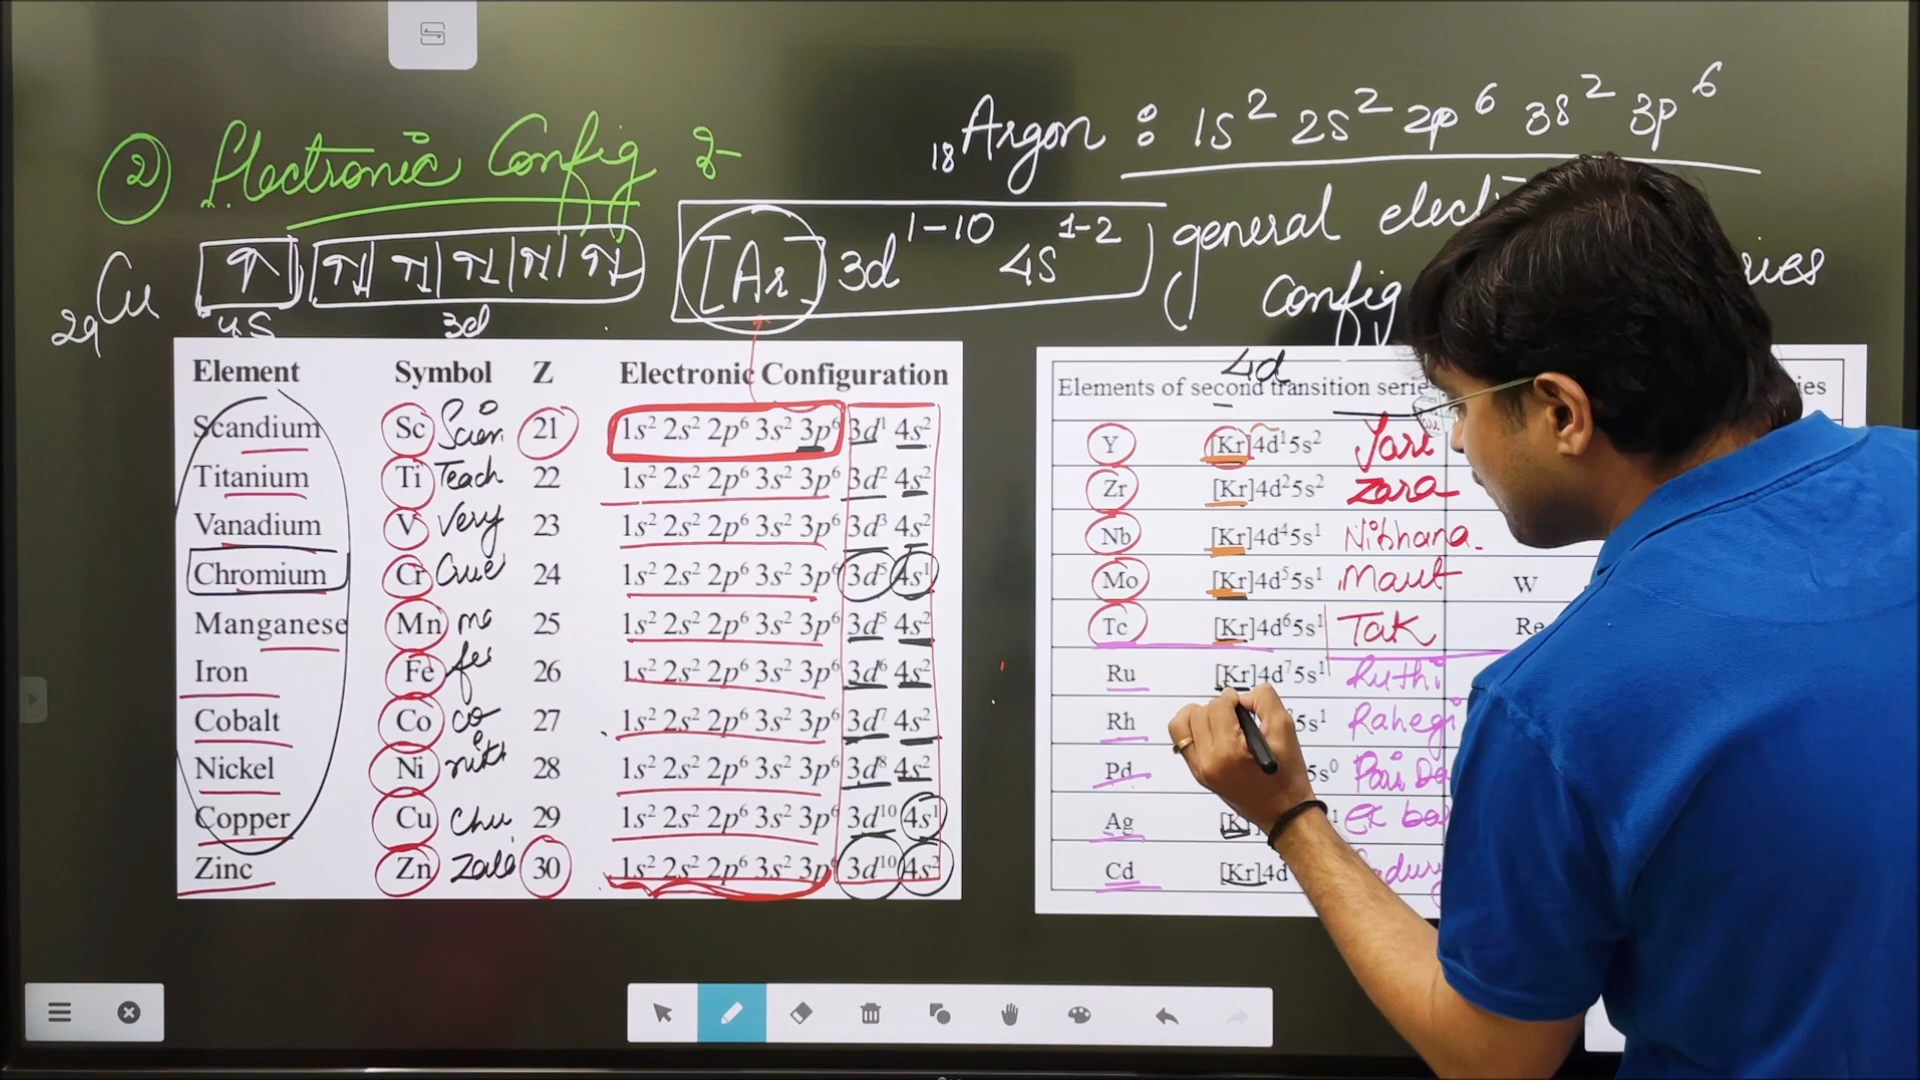 ② Electronic Config :-
18Argon : 1s² 2s² 2p⁶ 3s² 3p⁶
[Ar] 3d¹⁻¹⁰ 4s¹⁻²
general
Config
29Cu
4S 3d
Element Symbol Z Electronic Configuration
Scandium Sc 21 1s² 2s² 2p⁶ 3s² 3p⁶ 3d¹ 4s²
Titanium Ti Teach 22 1s² 2s² 2p⁶ 3s² 3p⁶ 3d² 4s²
Vanadium V Very 23 1s² 2s² 2p⁶ 3s² 3p⁶ 3d³ 4s²
Chromium Cr 24 1s² 2s² 2p⁶ 3s² 3p⁶ 3d⁵ 4s¹
Manganese Mn 25 1s² 2s² 2p⁶ 3s² 3p⁶ 3d⁵ 4s²
Iron Fe 26 1s² 2s² 2p⁶ 3s² 3p⁶ 3d⁶ 4s²
Cobalt Co co 27 1s² 2s² 2p⁶ 3s² 3p⁶ 3d⁷ 4s²
Nickel Ni 28 1s² 2s² 2p⁶ 3s² 3p⁶ 3d⁸ 4s²
Copper Cu Chu 29 1s² 2s² 2p⁶ 3s² 3p⁶ 3d¹⁰ 4s¹
Zinc Zn 30 1s² 2s² 2p⁶ 3s² 3p⁶ 3d¹⁰ 4s²
4d
Elements of second transition
Y [Kr]4d¹5s²
Zr [Kr]4d²5s² Zara
Nb [Kr]4d⁴5s¹ Nibhana
Mo [Kr]4d⁵5s¹ Maut W
Tc [Kr]4d⁶5s¹ Tak Re
Ru [Kr]4d⁷5s¹ Ruthi
Rh 5s¹ Rahegi
Pd 5s⁰ Pari
Ag
Cd [Kr]4d